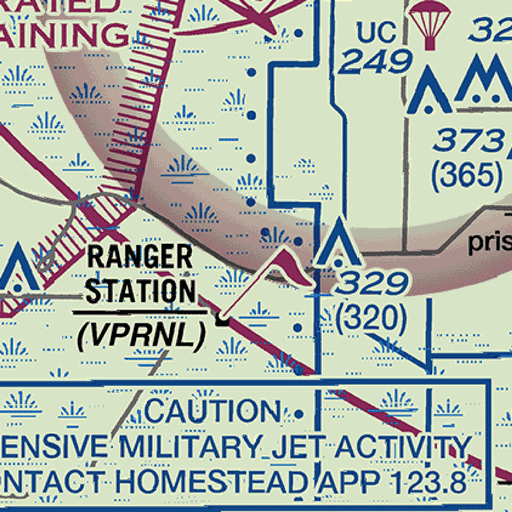 RATED
AINING
UC
249
32
373
(365)
pris
RANGER
STATION
(VPRNL)
329
(320)
CAUTION
ENSIVE MILITARY JET ACTIVITY
NTACT HOMESTEAD APP 123.8